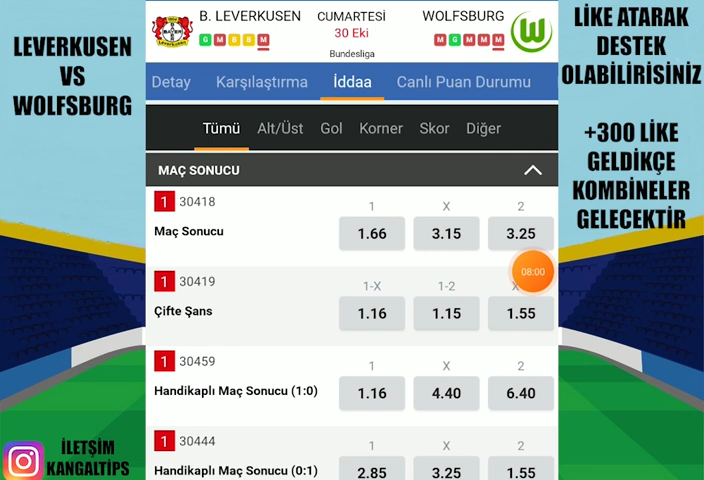 LEVERKUSEN
VS
WOLFSBURG
B. LEVERKUSEN
G M B B M
CUMARTESİ
30 Eki
Bundesliga
WOLFSBURG
M G M M M
Detay Karşılaştırma İddaa Canlı Puan Durumu
Tümü Alt/Üst Gol Korner Skor Diğer
MAÇ SONUCU
1 30418
1 X 2
Maç Sonucu 1.66 3.15 3.25
08:00
1 30419
1-X 1-2 X
Çifte Şans 1.16 1.15 1.55
1 30459
1 X 2
Handikaplı Maç Sonucu (1:0) 1.16 4.40 6.40
1 30444
1 X 2
Handikaplı Maç Sonucu (0:1) 2.85 3.25 1.55
LİKE ATARAK
DESTEK
OLABİLİRİSİNİZ
+300 LİKE
GELDİKÇE
KOMBİNELER
GELECEKTİR
İLETŞİM
KANGALTİPS